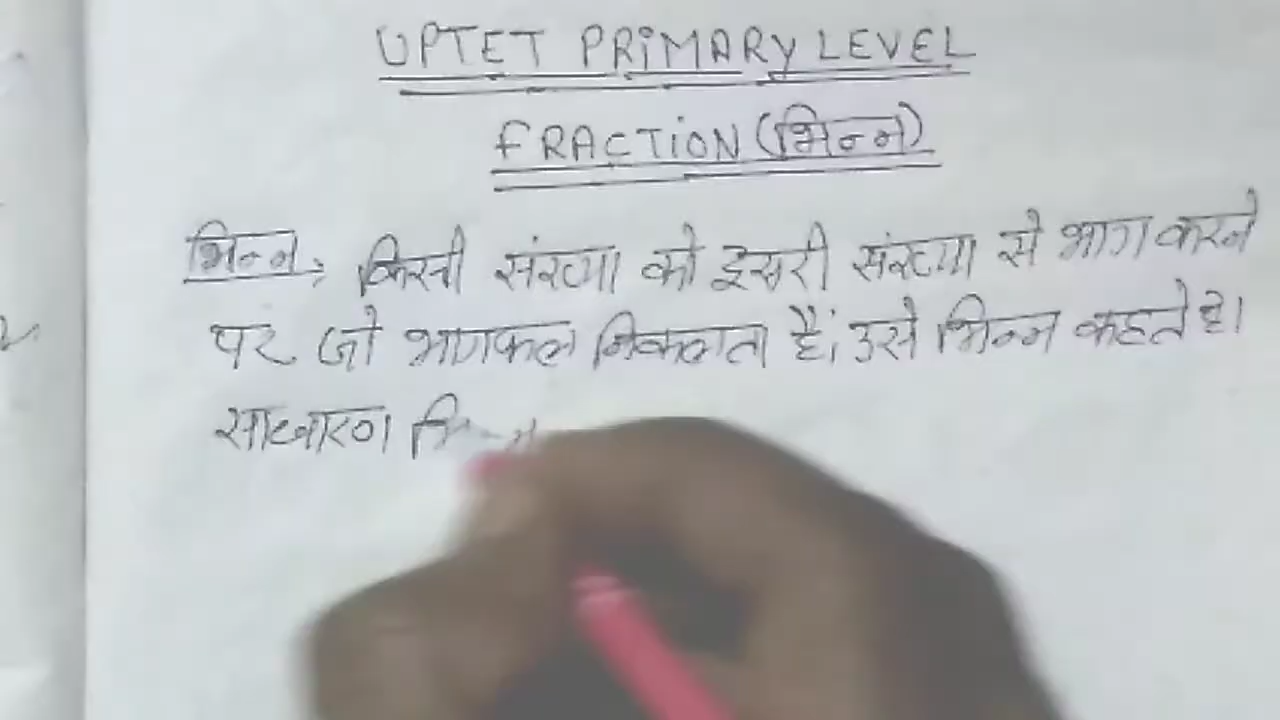 UPTET PRIMARY LEVEL
FRACTION (भिन्न)
भिन्न: किसी संख्या को दूसरी संख्या से भाग करने
पर जो भागफल निकलता हैं, उसे भिन्न कहते है।
साधारण भिन्न